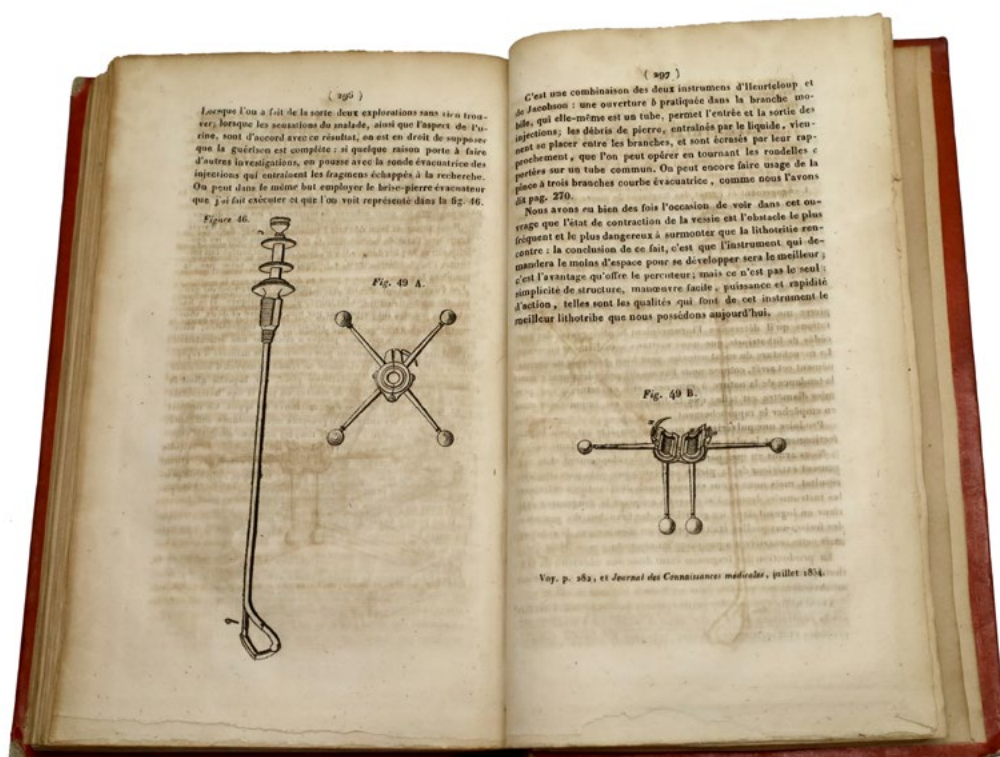 ( 296 )
Lorsque l'on a fait de la sorte deux explorations sans rien trou-
ver; lorsque les sensations du malade, ainsi que l'aspect de l'u-
rine, sont d'accord avec ce résultat, on est en droit de supposer
que la guérison est complète : si quelque raison porte à faire
d'autres investigations, on pousse avec la sonde évacuatrice des
injections qui entraînent les fragmens échappés à la recherche.
On peut dans le même but employer le brise-pierre évacuateur
que j'ai fait exécuter et que l'on voit représenté dans la fig. 46.
Figure 46.
Fig. 49 A.
( 297 )
C'est une combinaison des deux instrumens d'Heurteloup et
de Jacobson : une ouverture b pratiquée dans la branche mo-
bile, qui elle-même est un tube, permet l'entrée et la sortie des
injections; les débris de pierre, entraînés par le liquide, vien-
nent se placer entre les branches, et sont écrasés par leur rap-
prochement, que l'on peut opérer en tournant les rondelles c
portées sur un tube commun. On peut encore faire usage de la
pince à trois branches courbe évacuatrice, comme nous l'avons
dit pag. 270.
Nous avons eu bien des fois l'occasion de voir dans cet ou-
vrage que l'état de contraction de la vessie est l'obstacle le plus
fréquent et le plus dangereux à surmonter que la lithotritie ren-
contre : la conclusion de ce fait, c'est que l'instrument qui de-
mandera le moins d'espace pour se développer sera le meilleur;
c'est l'avantage qu'offre le percuteur; mais ce n'est pas le seul :
simplicité de structure, manœuvre facile, puissance et rapidité
d'action, telles sont les qualités qui font de cet instrument le
meilleur lithotribe que nous possédons aujourd'hui.
Fig. 49 B.
Voy. p. 282, et Journal des Connaissances médicales, juillet 1834.